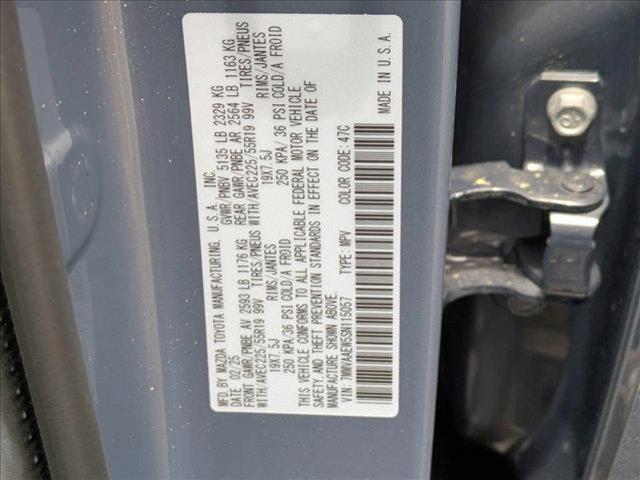 MFD. BY MAZDA TOYOTA MANUFACTURING, U.S.A., INC.
DATE: 02/25 GVWR/PNBV 5135 LB 2329 KG
FRONT GAWR/PNBE AV 2593 LB 1176 KG REAR GAWR/PNBE AR 2564 LB 1163 KG
WITH/AVEC225/55R19 99V TIRES/PNEUS WITH/AVEC225/55R19 99V TIRES/PNEUS
19X7.5J RIMS/JANTES 19X7.5J RIMS/JANTES
250 KPA/36 PSI COLD/A FROID 250 KPA/ 36 PSI COLD/A FROID
THIS VEHICLE CONFORMS TO ALL APPLICABLE FEDERAL MOTOR VEHICLE
SAFETY, AND THEFT PREVENTION STANDARDS IN EFFECT ON THE DATE OF
MANUFACTURE SHOWN ABOVE.
VIN: 7MMVAAEW5SN115057 TYPE: MPV COLOR CODE: 47C MADE IN U.S.A.